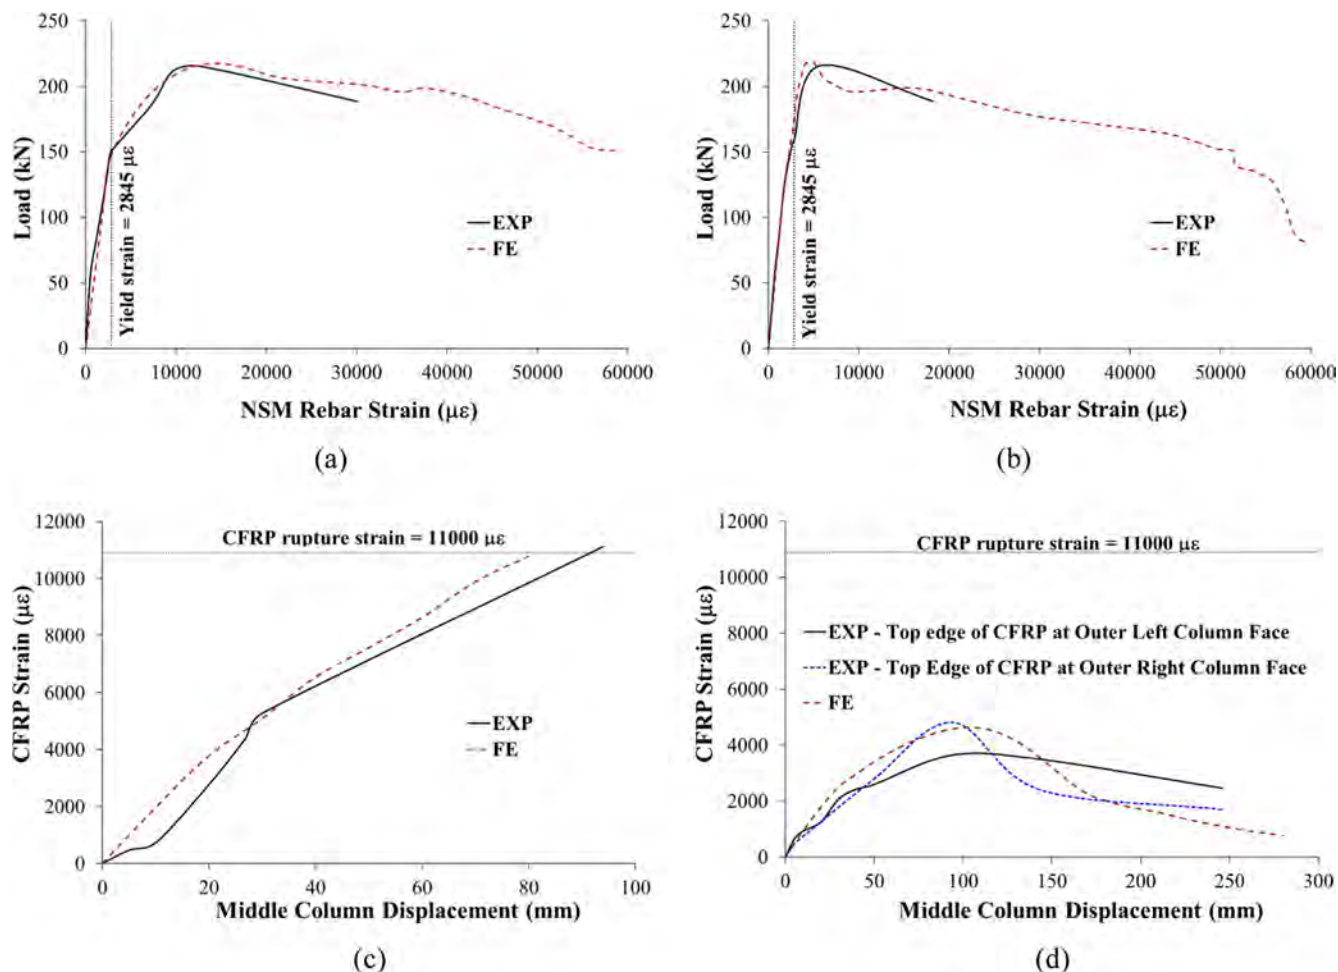 250
200
150
100
50
0
Load (kN)
Yield strain = 2845 με
EXP
FE
0 10000 20000 30000 40000 50000 60000
NSM Rebar Strain (με)
(a)
250
200
150
100
50
0
Load (kN)
Yield strain = 2845 με
EXP
FE
0 10000 20000 30000 40000 50000 60000
NSM Rebar Strain (με)
(b)
12000
10000
8000
6000
4000
2000
0
CFRP Strain (με)
CFRP rupture strain = 11000 με
EXP
FE
0 20 40 60 80 100
Middle Column Displacement (mm)
(c)
12000
10000
8000
6000
4000
2000
0
CFRP Strain (με)
CFRP rupture strain = 11000 με
EXP - Top edge of CFRP at Outer Left Column Face
EXP - Top Edge of CFRP at Outer Right Column Face
FE
0 50 100 150 200 250 300
Middle Column Displacement (mm)
(d)